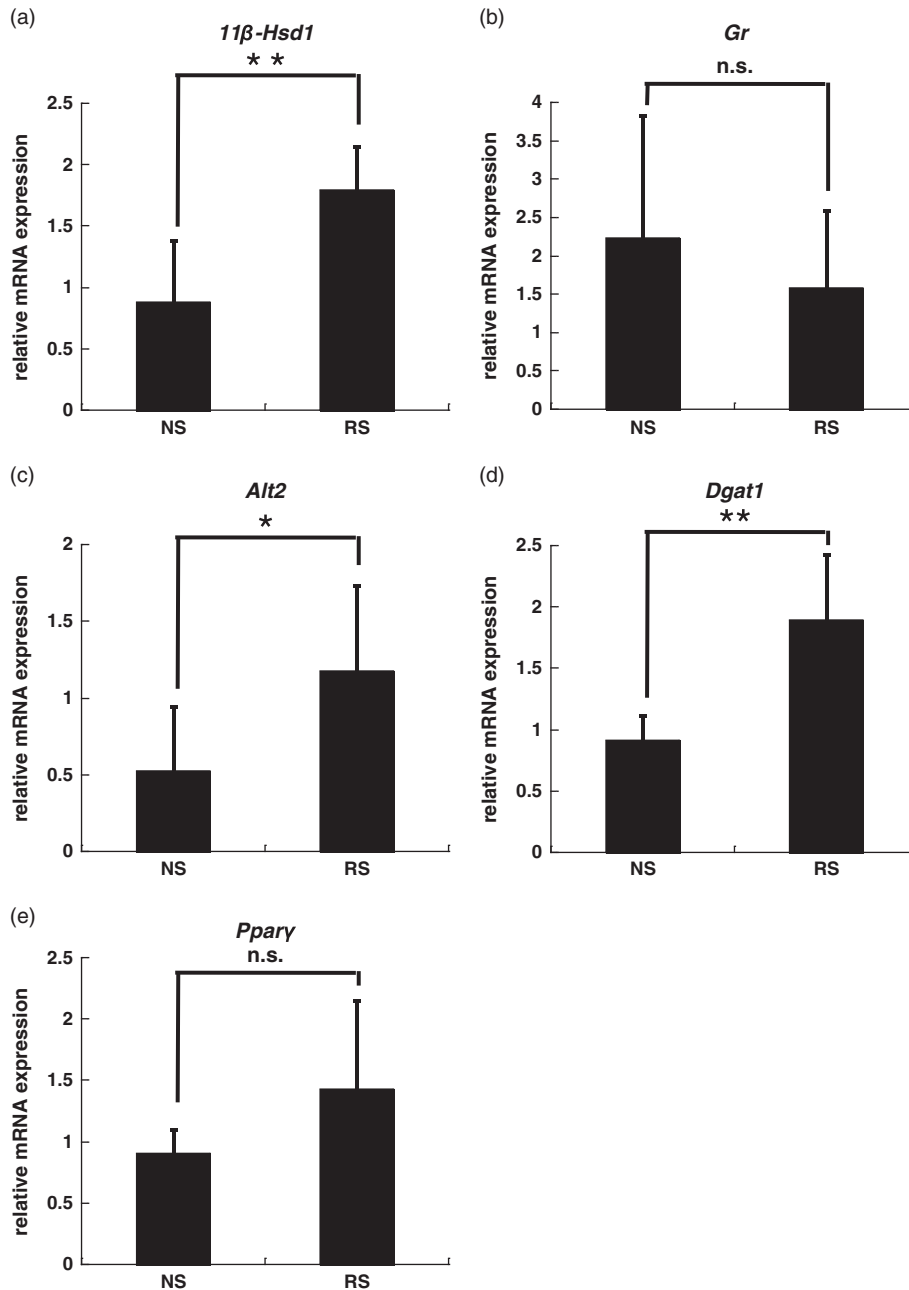 (a)
11β-Hsd1
* *
2.5
2
1.5
1
0.5
0
relative mRNA expression
NS RS
(b)
Gr
n.s.
4
3.5
3
2.5
2
1.5
1
0.5
0
relative mRNA expression
NS RS
(c)
Alt2
*
2
1.5
1
0.5
0
relative mRNA expression
NS RS
(d)
Dgat1
**
2.5
2
1.5
1
0.5
0
relative mRNA expression
NS RS
(e)
Pparγ
n.s.
2.5
2
1.5
1
0.5
0
relative mRNA expression
NS RS